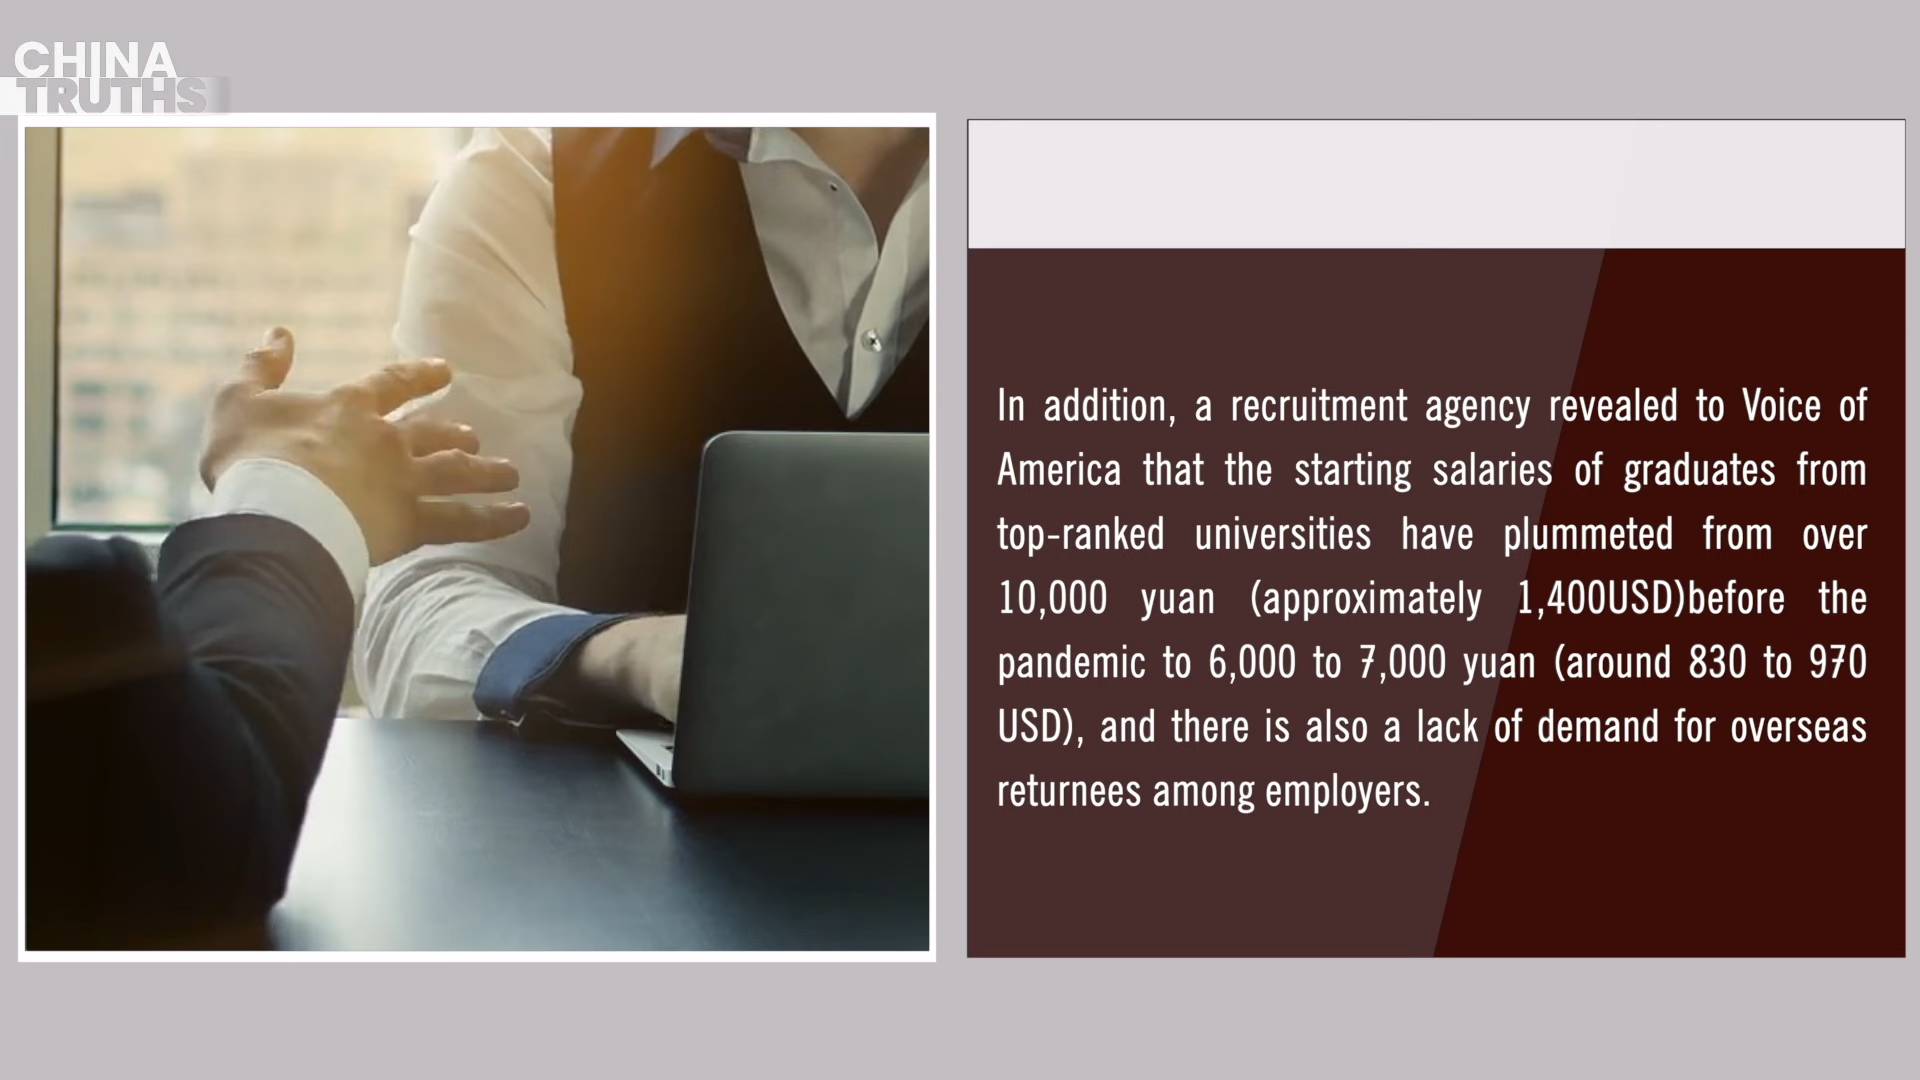 CHINA
TRUTHS
In addition, a recruitment agency revealed to Voice of
America that the starting salaries of graduates from
top-ranked universities have plummeted from over
10,000 yuan (approximately 1,400USD)before the
pandemic to 6,000 to 7,000 yuan (around 830 to 970
USD), and there is also a lack of demand for overseas
returnees among employers.